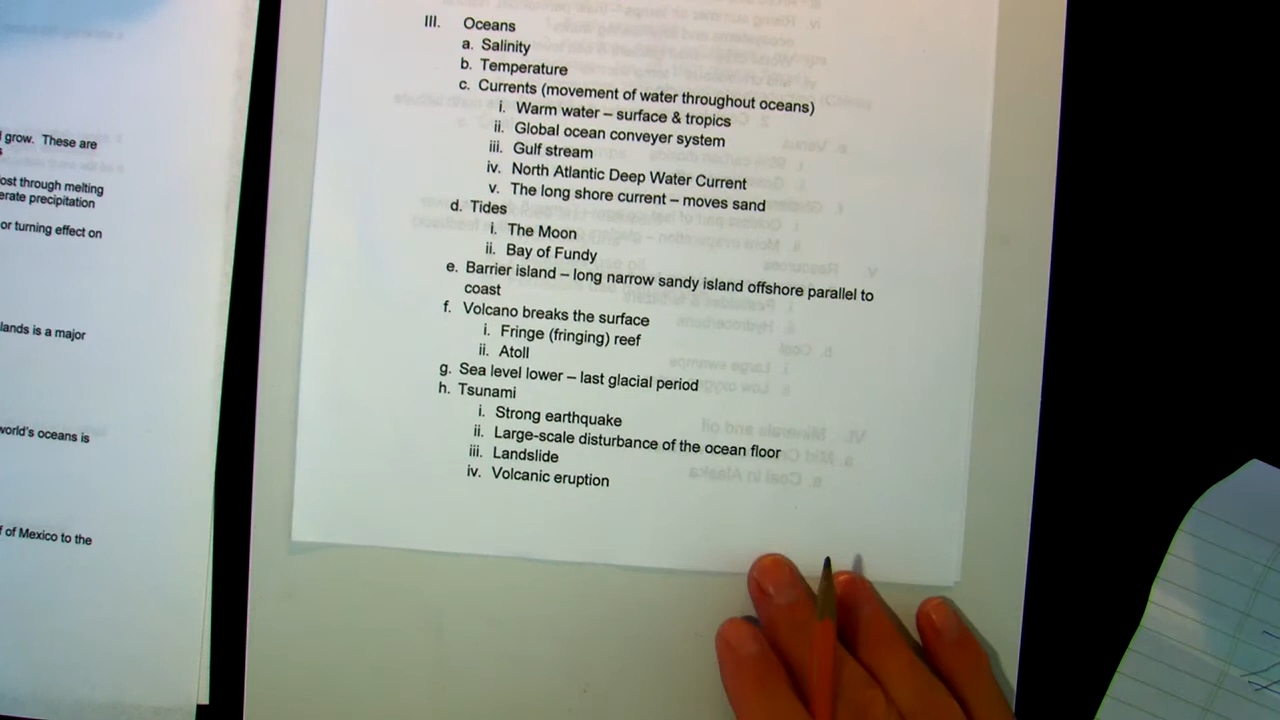 grow. These are
ost through melting
erate precipitation
or turning effect on
lands is a major
world's oceans is
f of Mexico to the
III. Oceans
a. Salinity
b. Temperature
c. Currents (movement of water throughout oceans)
i. Warm water – surface & tropics
ii. Global ocean conveyer system
iii. Gulf stream
iv. North Atlantic Deep Water Current
v. The long shore current – moves sand
d. Tides
i. The Moon
ii. Bay of Fundy
e. Barrier island – long narrow sandy island offshore parallel to
coast
f. Volcano breaks the surface
i. Fringe (fringing) reef
ii. Atoll
g. Sea level lower – last glacial period
h. Tsunami
i. Strong earthquake
ii. Large-scale disturbance of the ocean floor
iii. Landslide
iv. Volcanic eruption